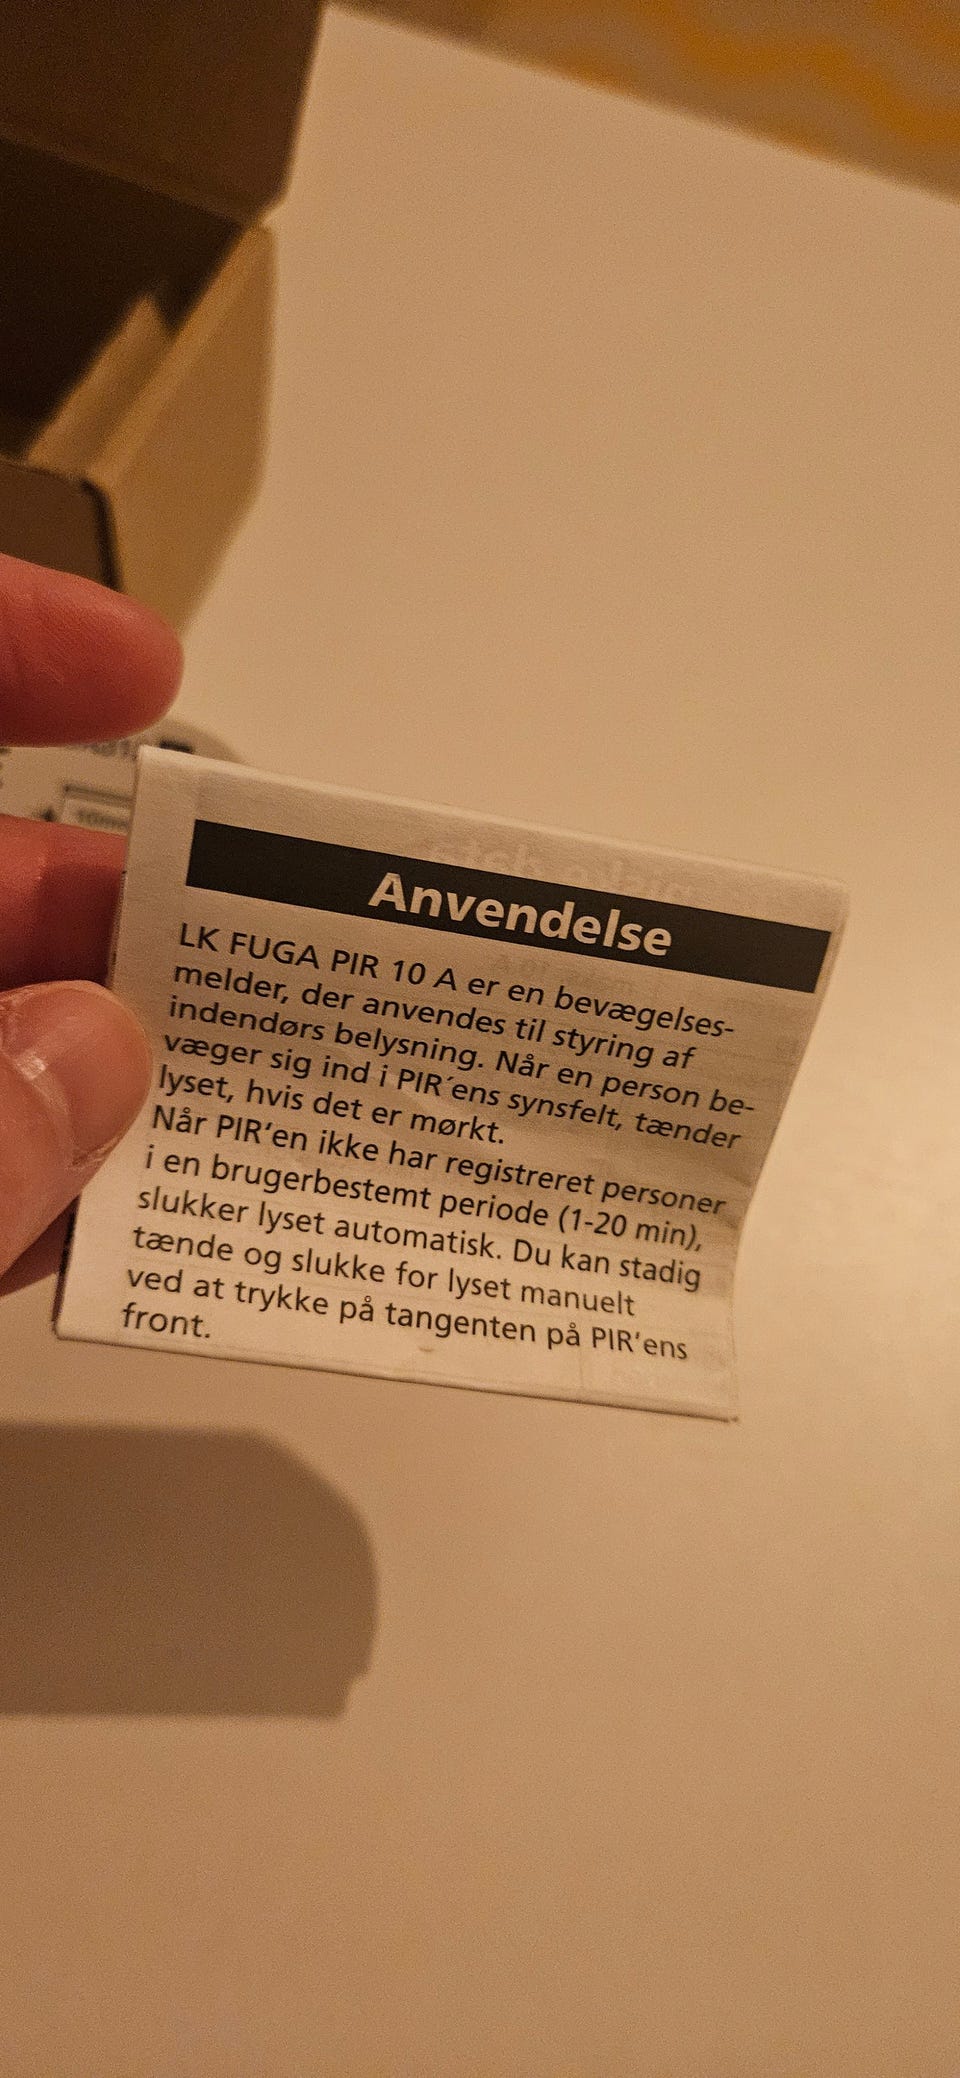 Anvendelse
LK FUGA PIR 10 A er en bevægelses-
melder, der anvendes til styring af
indendørs belysning. Når en person be-
væger sig ind i PIR´ens synsfelt, tænder
lyset, hvis det er mørkt.
Når PIR’en ikke har registreret personer
i en brugerbestemt periode (1-20 min),
slukker lyset automatisk. Du kan stadig
tænde og slukke for lyset manuelt
ved at trykke på tangenten på PIR’ens
front.